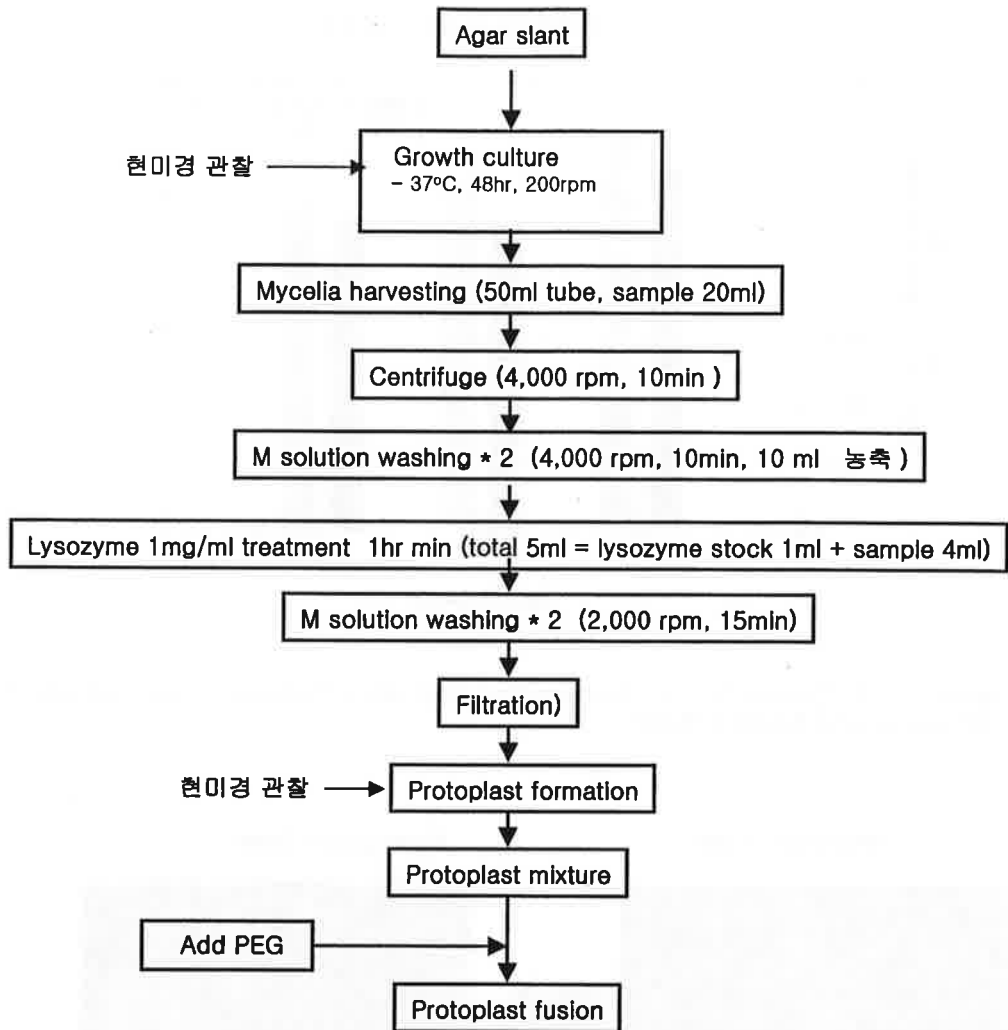 Agar slant
현미경 관찰
Growth culture
- 37ºC, 48hr, 200rpm
Mycelia harvesting (50ml tube, sample 20ml)
Centrifuge (4,000 rpm, 10min )
M solution washing * 2 (4,000 rpm, 10min, 10 ml 농축 )
Lysozyme 1mg/ml treatment 1hr min (total 5ml = lysozyme stock 1ml + sample 4ml)
M solution washing * 2 (2,000 rpm, 15min)
Filtration)
현미경 관찰
Protoplast formation
Protoplast mixture
Add PEG
Protoplast fusion